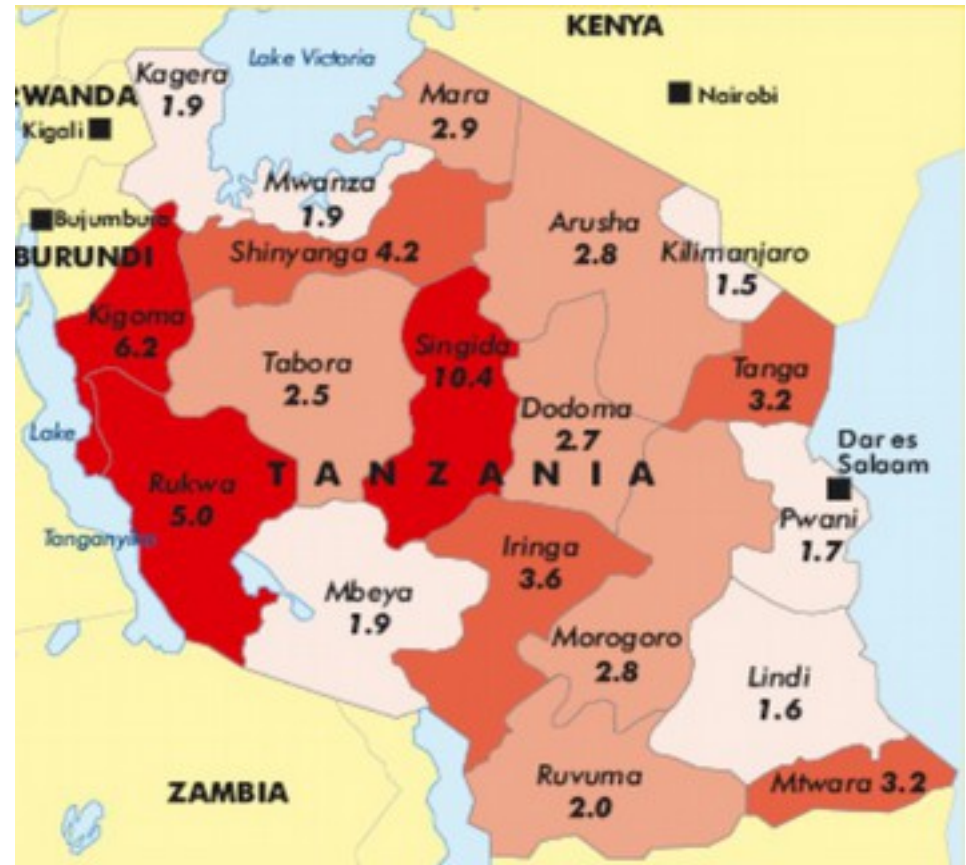 KENYA
Lake Victoria
Kagera
1.9
RWANDA
Kigali
Mara
2.9
Nairobi
Mwanza
1.9
Bujumbura
BURUNDI
Shinyanga 4.2
Arusha
2.8
Kilimanjaro
1.5
Kigoma
6.2
Tabora
2.5
Singida
10.4
Tanga
3.2
Dodoma
2.7
Lake
Tanganyika
Dar es
Salaam
TANZANIA
Rukwa
5.0
Pwani
1.7
Iringa
3.6
Mbeya
1.9
Morogoro
2.8
Lindi
1.6
Ruvuma
2.0
Mtwara 3.2
ZAMBIA